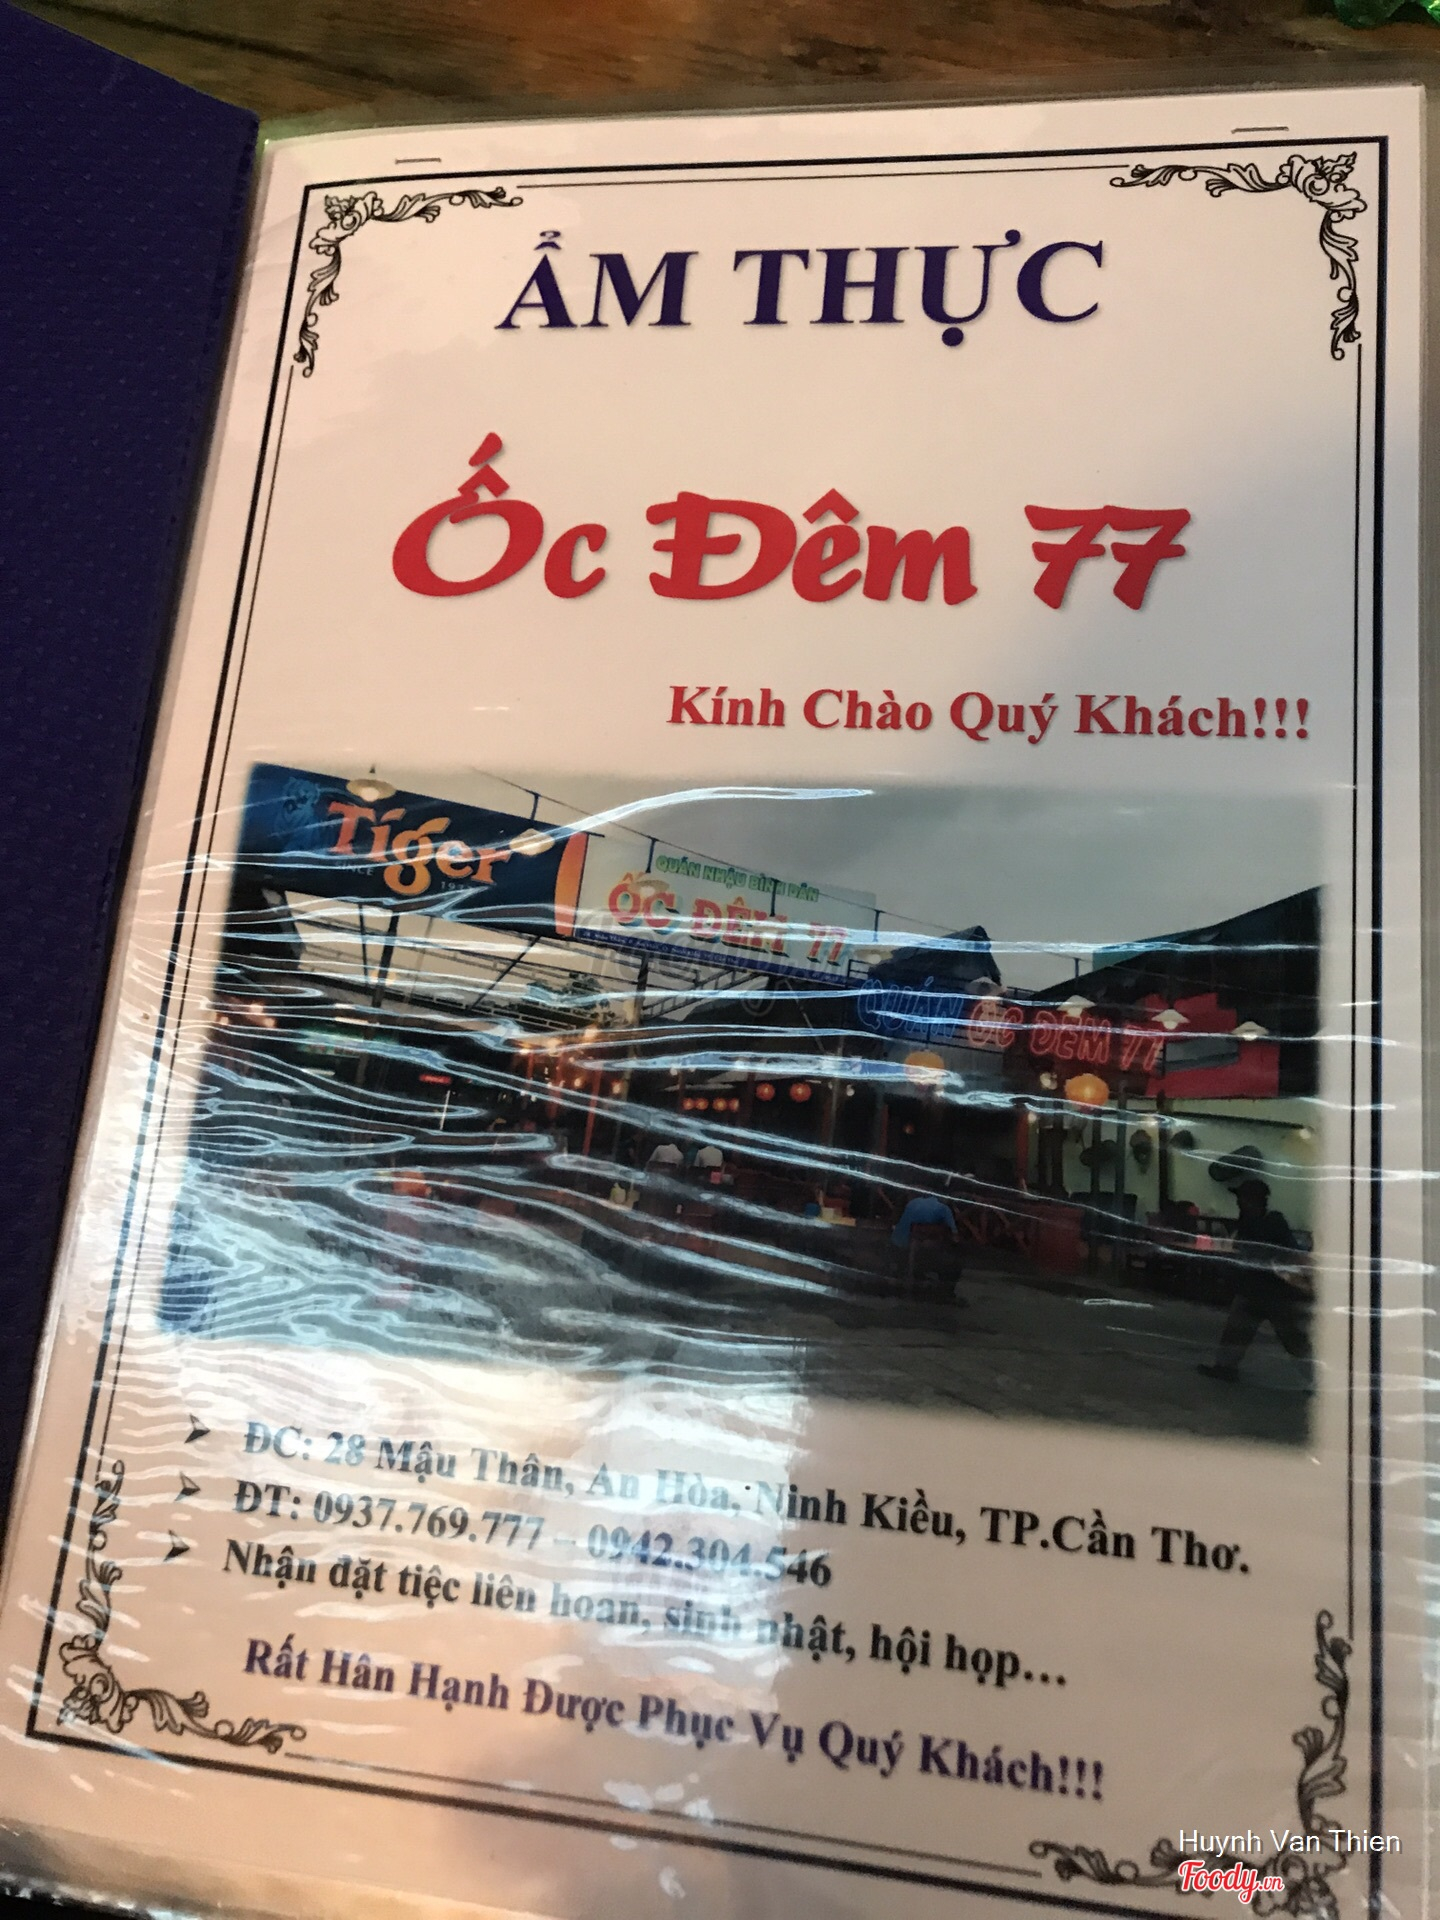 ẨM THỰC
Ốc Đêm 77
Kính Chào Quý Khách!!!
Tiger
SINCE 1932
QUÁN NHẬU BÌNH DÂN
ỐC ĐÊM 77
QUÁN ỐC ĐÊM 77
ĐC: 28 Mậu Thân, An Hòa, Ninh Kiều, TP.Cần Thơ.
ĐT: 0937.769.777 – 0942.304.546
Nhận đặt tiệc liên hoan, sinh nhật, hội họp...
Rất Hân Hạnh Được Phục Vụ Quý Khách!!!
Huynh Van Thien
Foody.vn